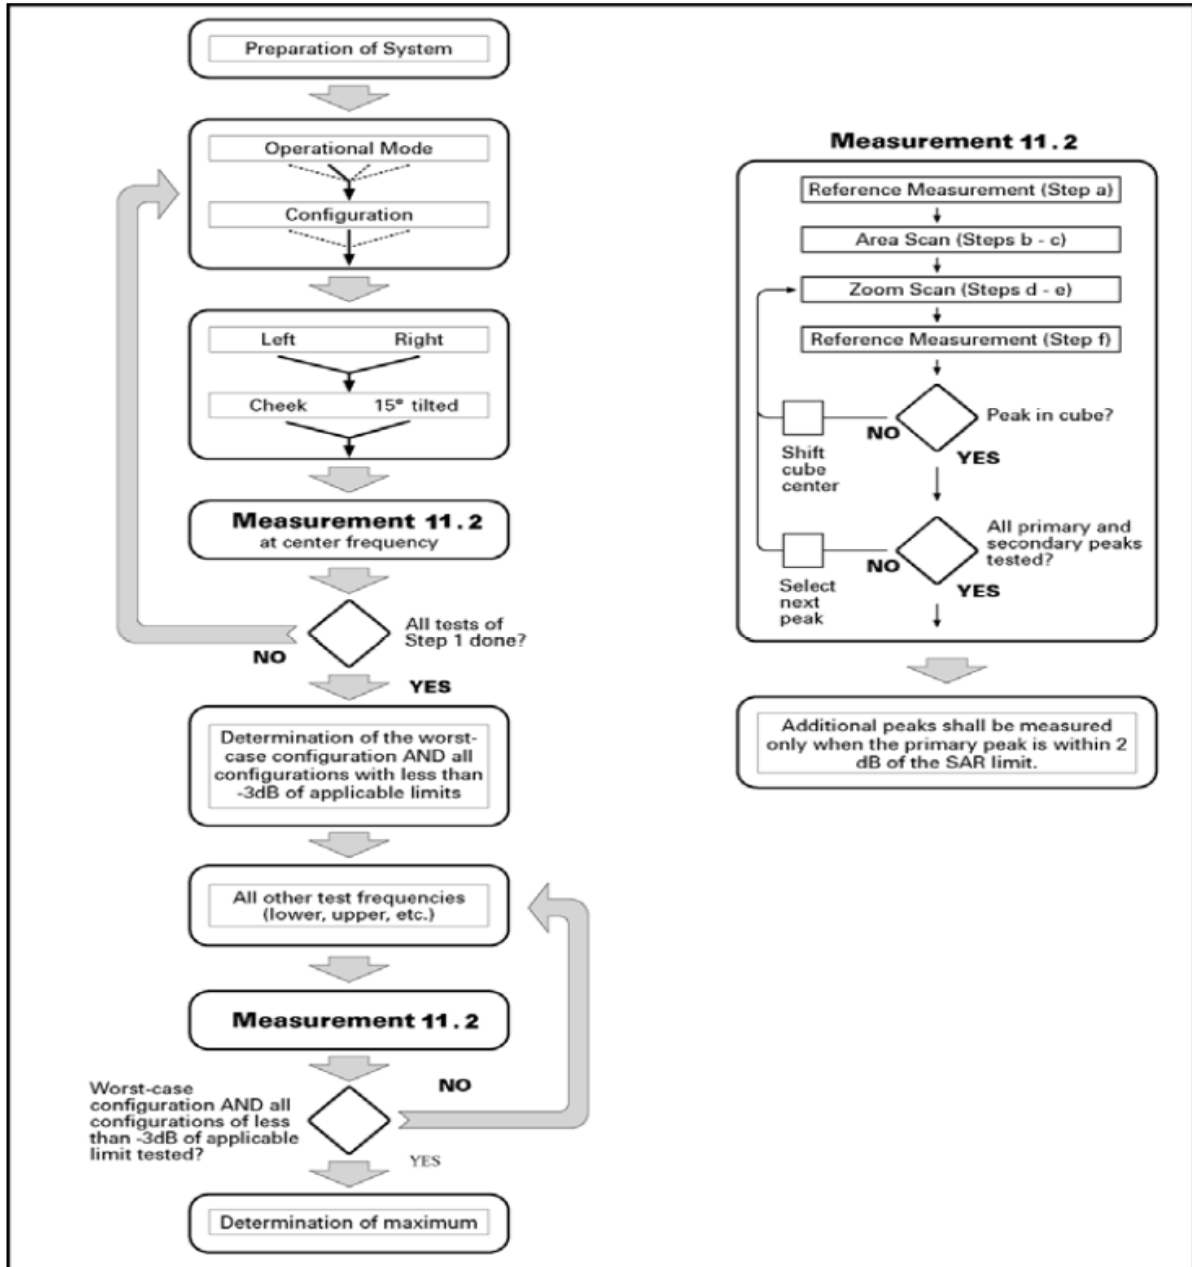 Preparation of System
Operational Mode
Configuration
Left Right
Cheek 15° tilted
Measurement 11.2
at center frequency
All tests of
Step 1 done?
NO
YES
Determination of the worst-
case configuration AND all
configurations with less than
-3dB of applicable limits
All other test frequencies
(lower, upper, etc.)
Measurement 11.2
NO
Worst-case
configuration AND all
configurations of less
than -3dB of applicable
limit tested?
YES
Determination of maximum
Measurement 11.2
Reference Measurement (Step a)
Area Scan (Steps b - c)
Zoom Scan (Steps d - e)
Reference Measurement (Step f)
Peak in cube?
NO
YES
Shift
cube
center
All primary and
secondary peaks
tested?
NO
YES
Select
next
peak
Additional peaks shall be measured
only when the primary peak is within 2
dB of the SAR limit.